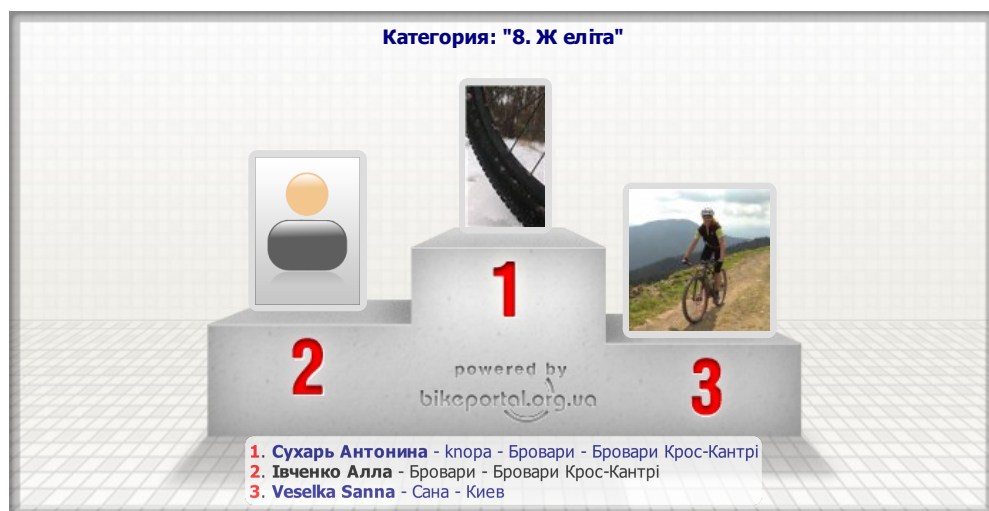 Категория: "8. Ж еліта"
1
2
3
powered by
bikeportal.org.ua
1. Сухарь Антонина - knopa - Бровари - Бровари Крос-Кантрі
2. Івченко Алла - Бровари - Бровари Крос-Кантрі
3. Veselka Sanna - Сана - Киев